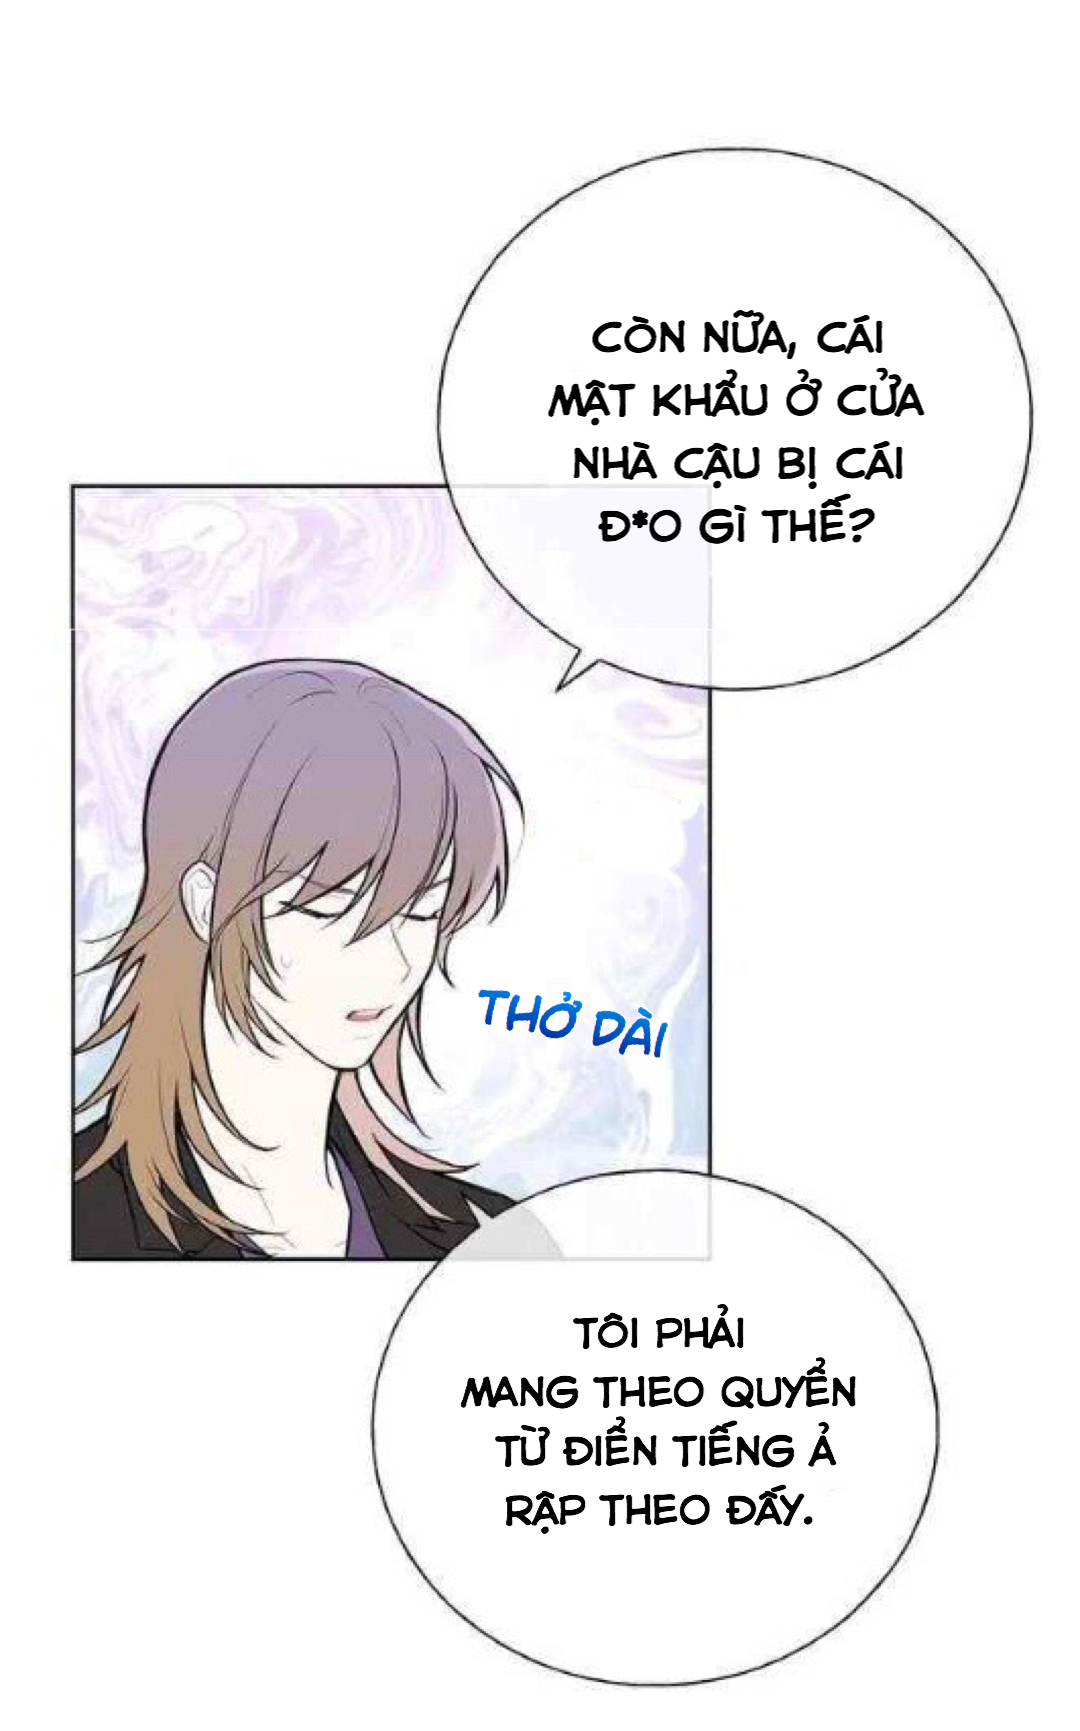 CÒN NỮA, CÁI
MẬT KHẨU Ở CỬA
NHÀ CẬU BỊ CÁI
Đ*O GÌ THẾ?
THỞ DÀI
TÔI PHẢI
MANG THEO QUYỂN
TỪ ĐIỂN TIẾNG Ả
RẬP THEO ĐẤY.